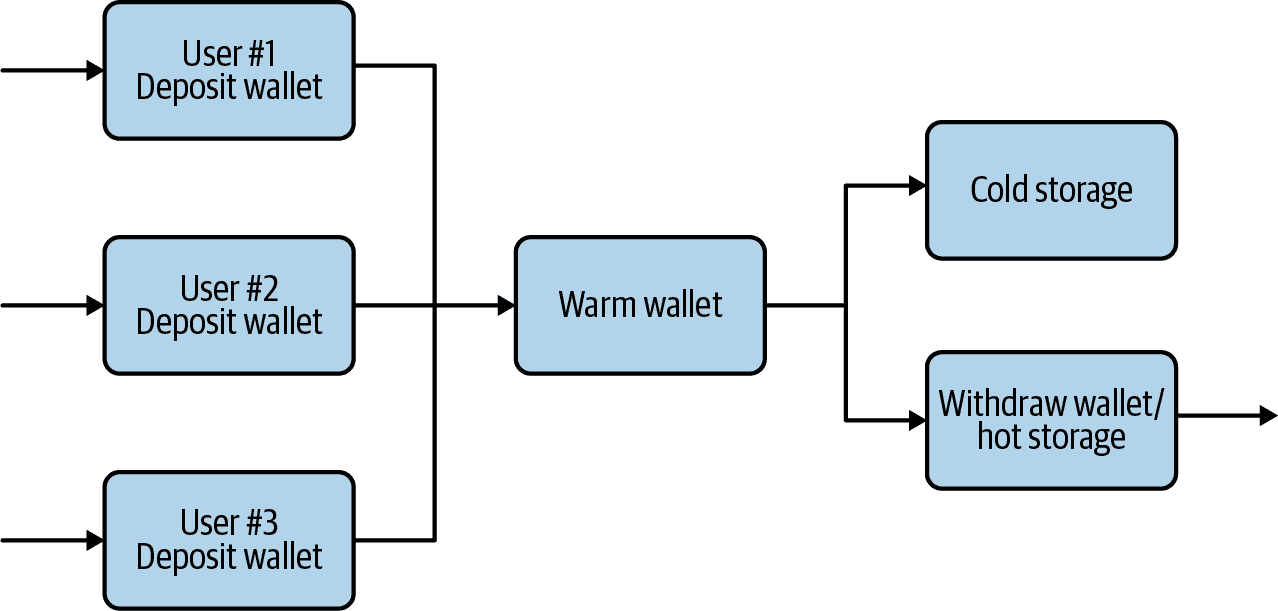 User #1
Deposit wallet
User #2
Deposit wallet
User #3
Deposit wallet
Warm wallet
Cold storage
Withdraw wallet/
hot storage